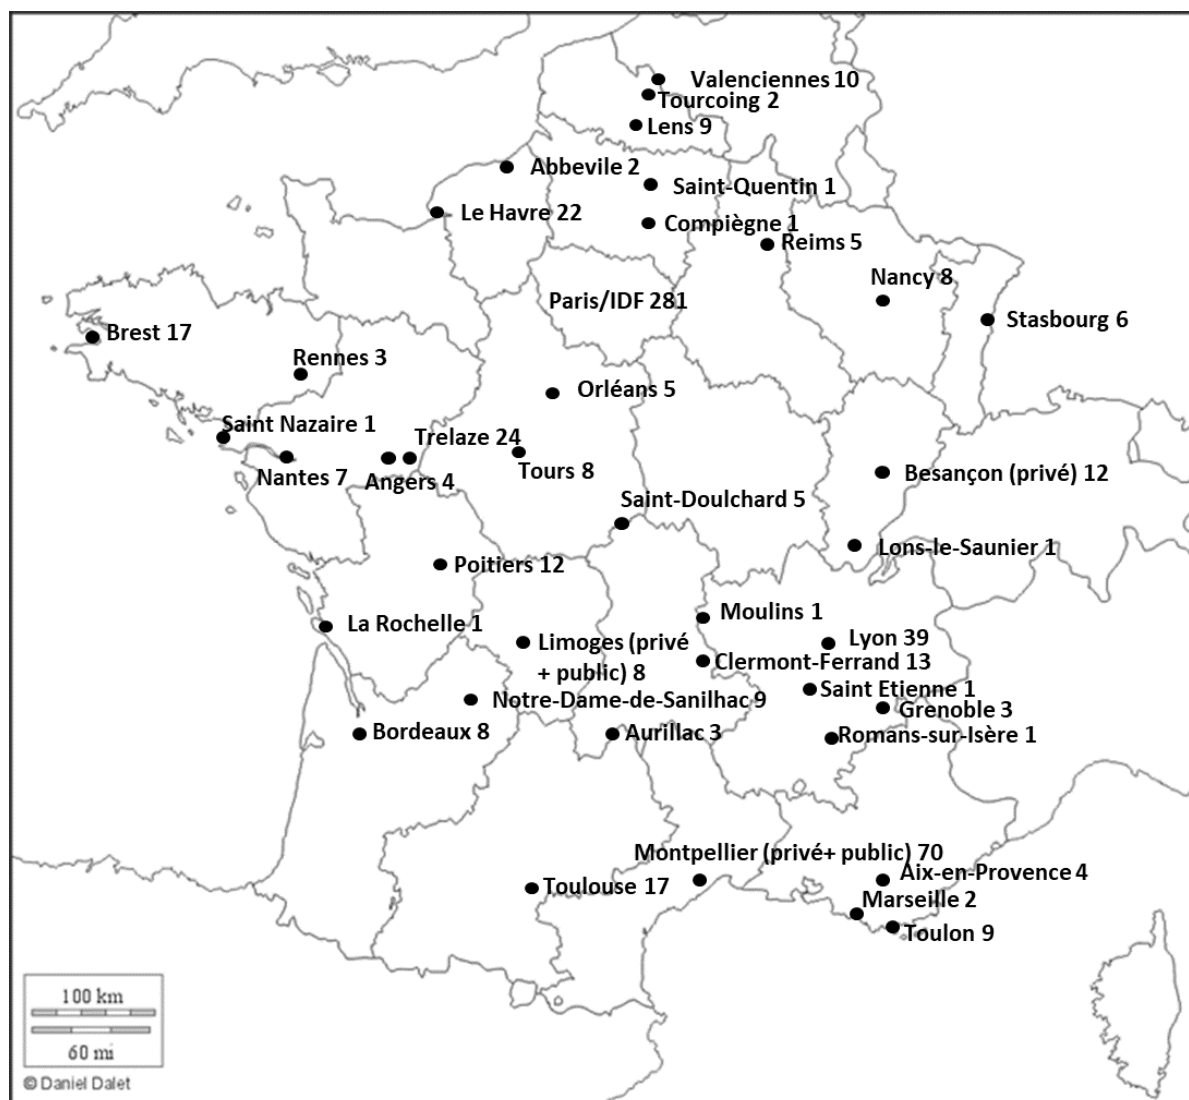 Valenciennes 10
Tourcoing 2
Lens 9
Abbevile 2
Saint-Quentin 1
Le Havre 22
Compiègne 1
Reims 5
Nancy 8
Paris/IDF 281
Stasbourg 6
Brest 17
Rennes 3
Orléans 5
Saint Nazaire 1
Trelaze 24
Nantes 7
Angers 4
Tours 8
Besançon (privé) 12
Saint-Doulchard 5
Lons-le-Saunier 1
Poitiers 12
Moulins 1
La Rochelle 1
Limoges (privé
+ public) 8
Lyon 39
Clermont-Ferrand 13
Saint Etienne 1
Notre-Dame-de-Sanilhac 9
Grenoble 3
Bordeaux 8
Aurillac 3
Romans-sur-Isère 1
Montpellier (privé+ public) 70
Aix-en-Provence 4
Toulouse 17
Marseille 2
Toulon 9
100 km
60 mi
© Daniel Dalet